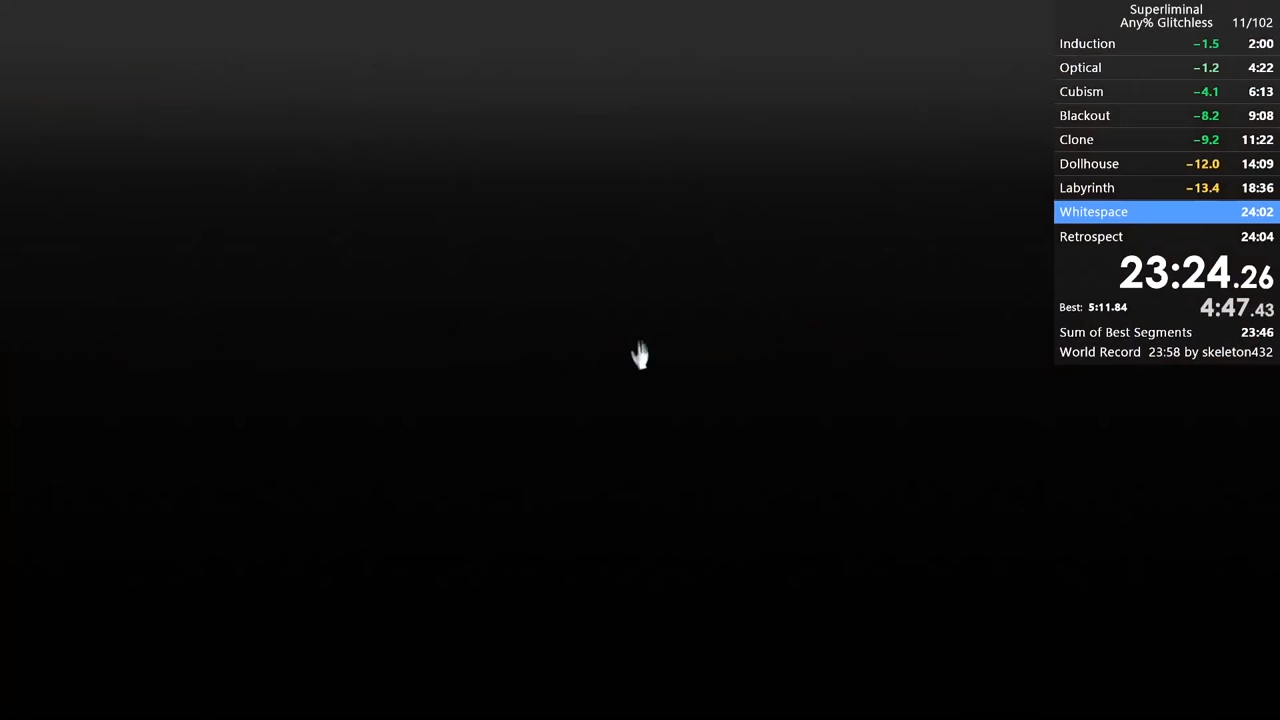 Superliminal
Any% Glitchless 11/102
Induction −1.5 2:00
Optical −1.2 4:22
Cubism −4.1 6:13
Blackout −8.2 9:08
Clone −9.2 11:22
Dollhouse −12.0 14:09
Labyrinth −13.4 18:36
Whitespace 24:02
Retrospect 24:04
23:24.26
Best: 5:11.84 4:47.43
Sum of Best Segments 23:46
World Record 23:58 by skeleton432